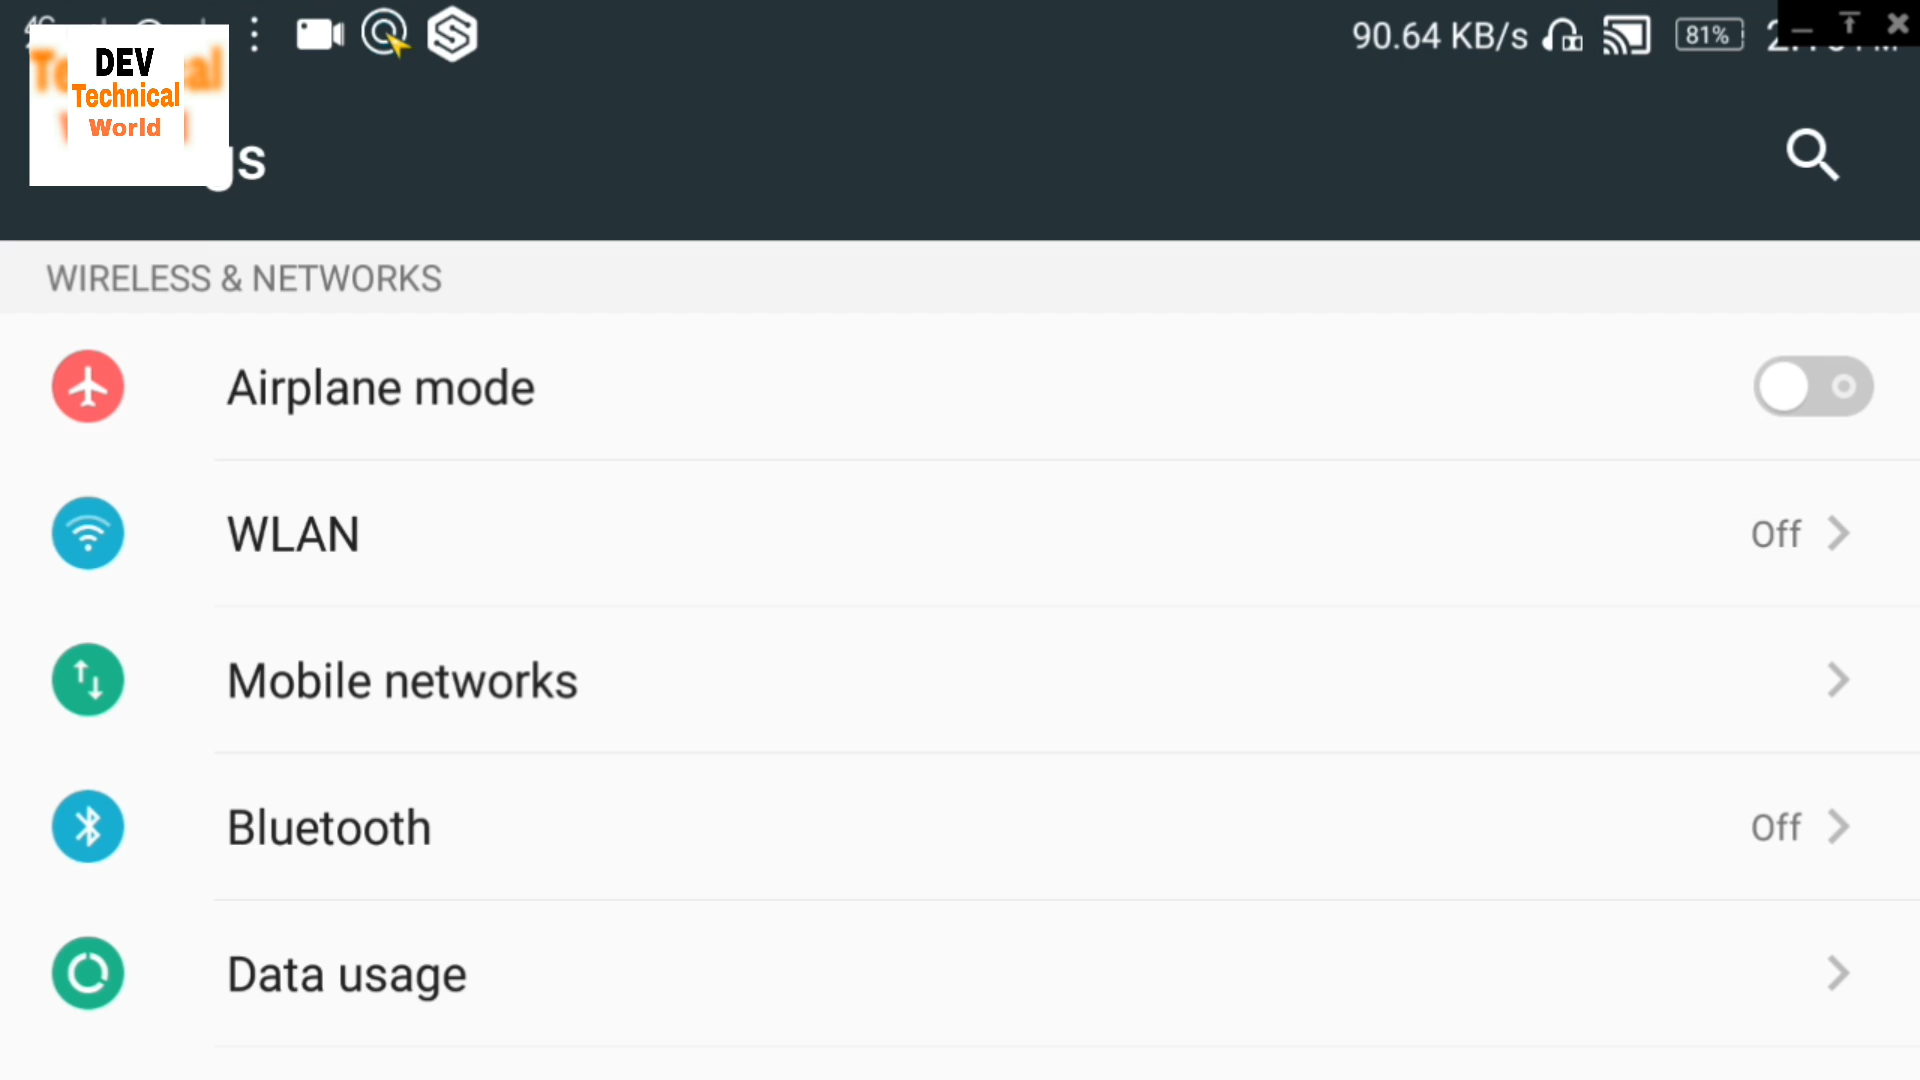 90.64 KB/s 81%
DEV
Technical
World
gs
WIRELESS & NETWORKS
Airplane mode
WLAN Off
Mobile networks
Bluetooth Off
Data usage